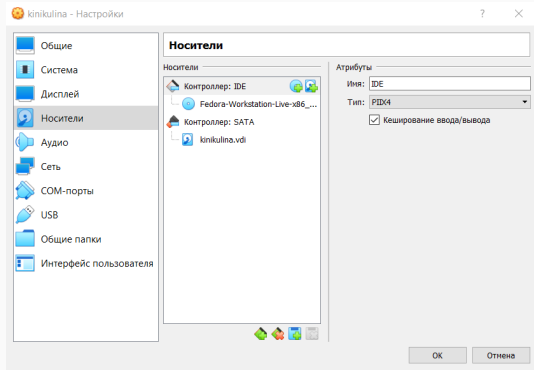 kinikulina - Настройки
Общие
Система
Дисплей
Носители
Аудио
Сеть
COM-порты
USB
Общие папки
Интерфейс пользователя
Носители
Носители
Контроллер: IDE
Fedora-Workstation-Live-x86_...
Контроллер: SATA
kinikulina.vdi
Атрибуты
Имя: IDE
Тип: PIIX4
Кеширование ввода/вывода
OK
Отмена